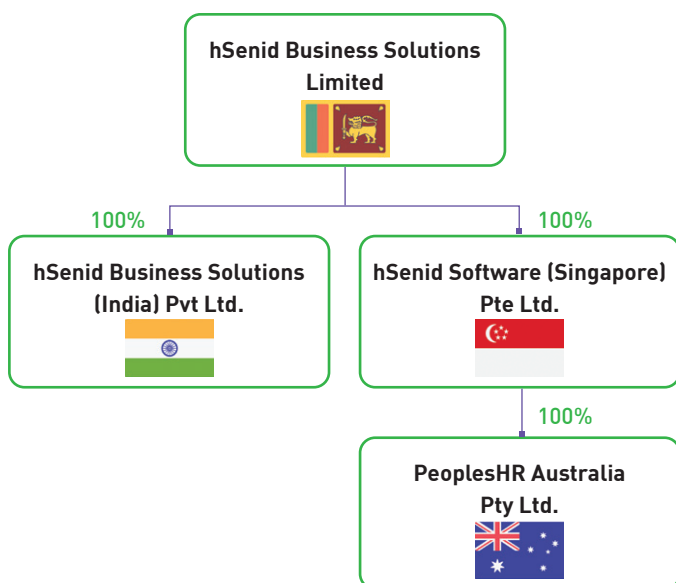 hSenid Business Solutions
Limited
100%
100%
hSenid Business Solutions
(India) Pvt Ltd.
hSenid Software (Singapore)
Pte Ltd.
100%
PeoplesHR Australia
Pty Ltd.